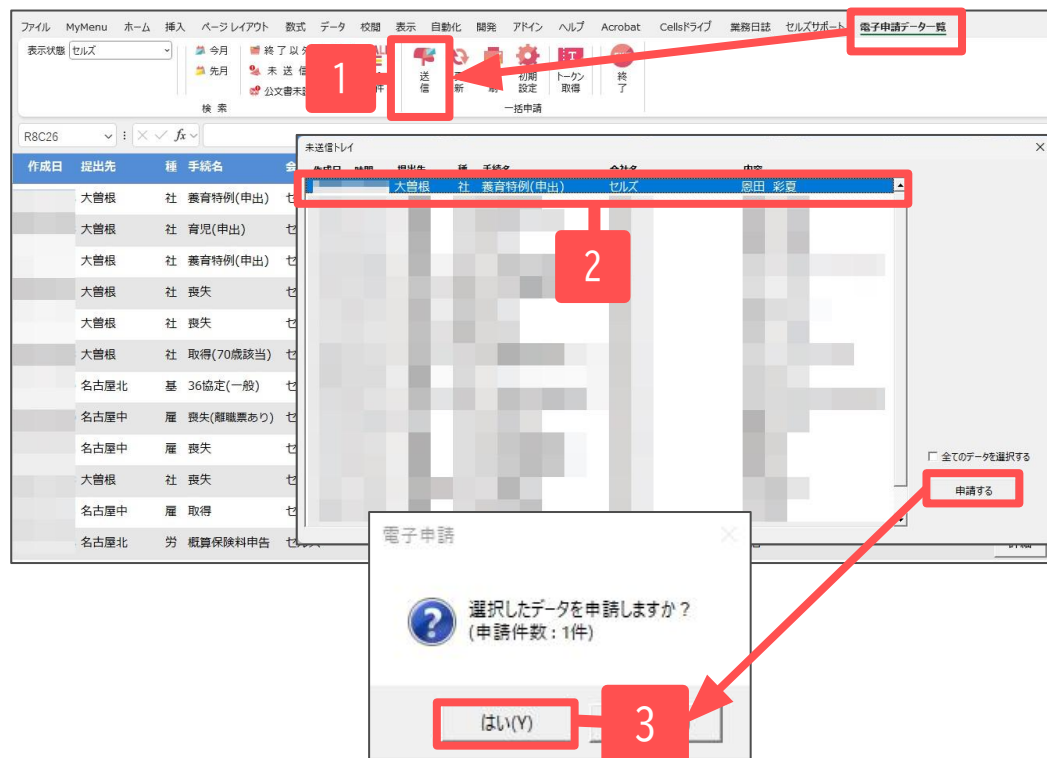 ファイル MyMenu ホーム 挿入 ページ レイアウト 数式 データ 校閲 表示 自動化 開発 アドイン ヘルプ Acrobat Cellsドライブ 業務日誌 セルズサポート 電子申請データ一覧
表示状態 セルズ
今月
先月
未 送 信
検 索
送信
初期設定
トークン取得
終了
一括申請
1
R8C26
fx
作成日 提出先 種 手続名
大曽根 社 養育特例(申出)
大曽根 社 育児(申出)
大曽根 社 養育特例(申出)
大曽根 社 喪失
大曽根 社 喪失
大曽根 社 取得(70歳該当)
名古屋北 基 36協定(一般)
名古屋中 雇 喪失(離職票あり)
名古屋中 雇 喪失
大曽根 社 喪失
名古屋中 雇 取得
名古屋北 労 概算保険料申告
未送信トレイ
作成日 時間 提出先 種 手続名 会社名 内容
大曽根 社 養育特例(申出) セルズ 恩田 彩夏
2
全てのデータを選択する
申請する
電子申請
選択したデータを申請しますか？
(申請件数：1件)
はい(Y)
3